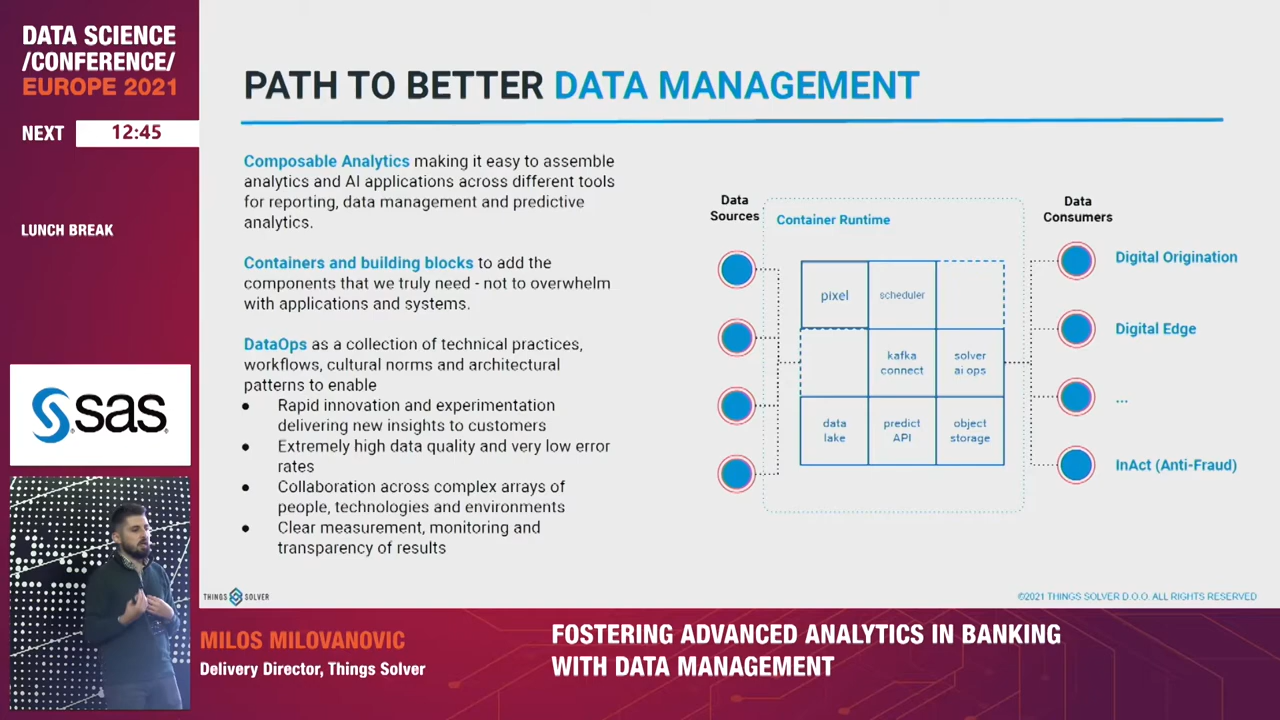 DATA SCIENCE
/CONFERENCE/
EUROPE 2021
NEXT 12:45
LUNCH BREAK
sas
PATH TO BETTER DATA MANAGEMENT
Composable Analytics making it easy to assemble
analytics and AI applications across different tools
for reporting, data management and predictive
analytics.
Containers and building blocks to add the
components that we truly need - not to overwhelm
with applications and systems.
DataOps as a collection of technical practices,
workflows, cultural norms and architectural
patterns to enable
● Rapid innovation and experimentation
delivering new insights to customers
● Extremely high data quality and very low error
rates
● Collaboration across complex arrays of
people, technologies and environments
● Clear measurement, monitoring and
transparency of results
Data
Sources
Container Runtime
pixel
scheduler
kafka
connect
solver
ai ops
data
lake
predict
API
object
storage
Data
Consumers
Digital Origination
Digital Edge
...
InAct (Anti-Fraud)
THINGS SOLVER
©2021 THINGS SOLVER D.O.O. ALL RIGHTS RESERVED
MILOS MILOVANOVIC
Delivery Director, Things Solver
FOSTERING ADVANCED ANALYTICS IN BANKING
WITH DATA MANAGEMENT